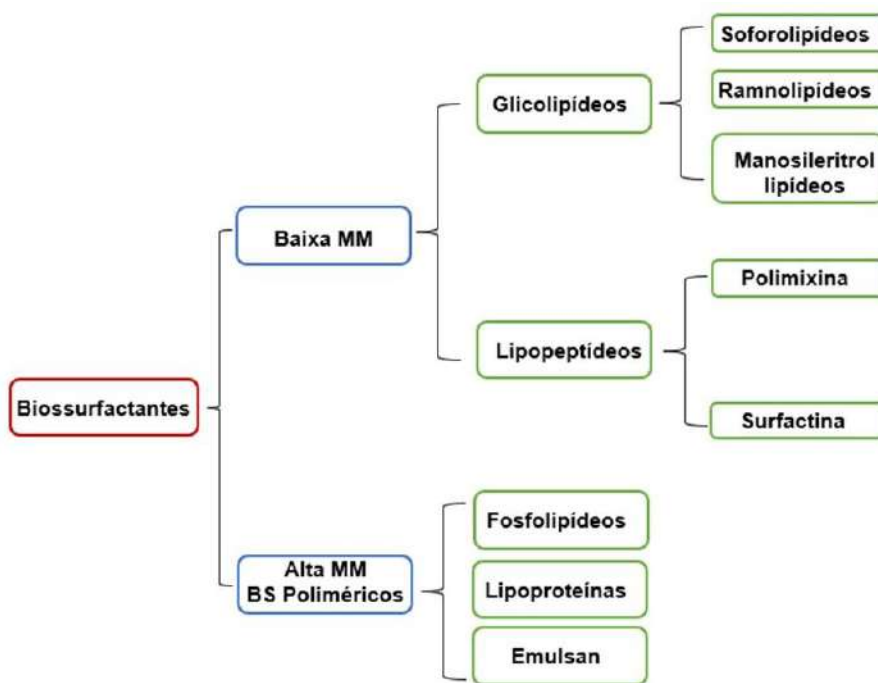 Biossurfactantes
Baixa MM
Glicolipídeos
Soforolipídeos
Ramnolipídeos
Manosileritrol
lipídeos
Lipopeptídeos
Polimixina
Surfactina
Alta MM
BS Poliméricos
Fosfolipídeos
Lipoproteínas
Emulsan